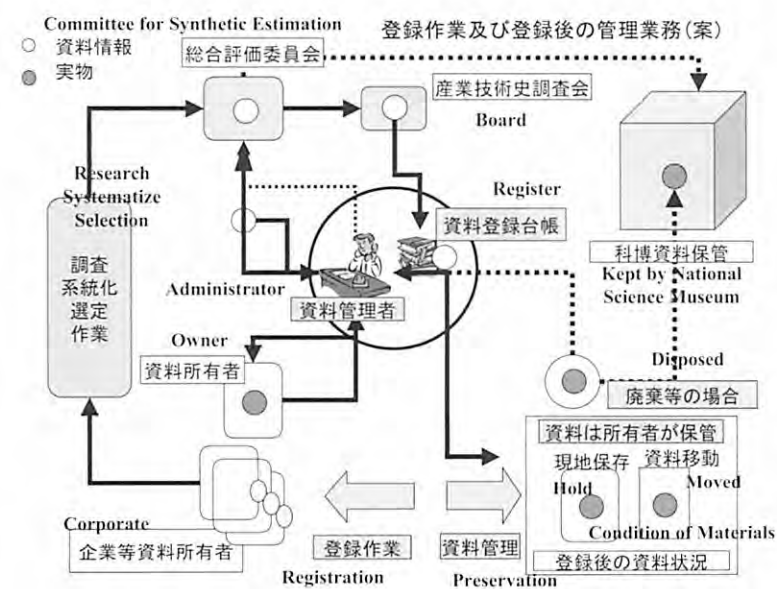 Committee for Synthetic Estimation
登録作業及び登録後の管理業務(案)
資料情報
実物
総合評価委員会
産業技術史調査会
Board
Research
Systematize
Selection
Register
資料登録台帳
調査
系統化
選定
作業
科博資料保管
Kept by National
Science Museum
Administrator
資料管理者
Owner
資料所有者
Disposed
廃棄等の場合
資料は所有者が保管
現地保存
資料移動
Hold
Moved
Condition of Materials
登録後の資料状況
Corporate
企業等資料所有者
登録作業
資料管理
Registration
Preservation